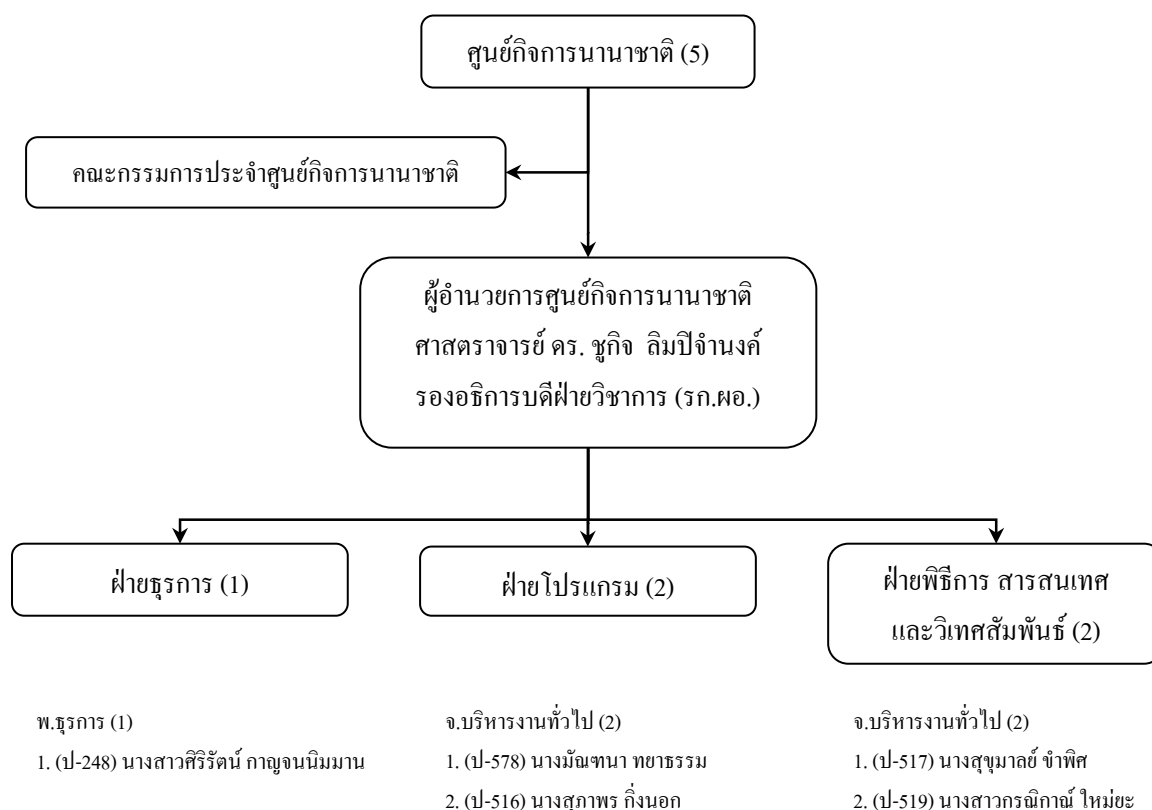 ศูนย์กิจการนานาชาติ (5)
คณะกรรมการประจำศูนย์กิจการนานาชาติ
ผู้อำนวยการศูนย์กิจการนานาชาติ
ศาสตราจารย์ ดร. ชูกิจ ลิมปิจำนงค์
รองอธิการบดีฝ่ายวิชาการ (รก.ผอ.)
ฝ่ายธุรการ (1)
ฝ่ายโปรแกรม (2)
ฝ่ายพิธีการ สารสนเทศ
และวิเทศสัมพันธ์ (2)
พ.ธุรการ (1)
1. (ป-248) นางสาวศิริรัตน์ กาญจนนิมมาน
จ.บริหารงานทั่วไป (2)
1. (ป-578) นางมัณฑนา ทยาธรรม
2. (ป-516) นางสุภาพร กิ่งนอก
จ.บริหารงานทั่วไป (2)
1. (ป-517) นางสุขุมาลย์ ขำพิศ
2. (ป-519) นางสาวกรณิกาณ์ ใหม่ยะ